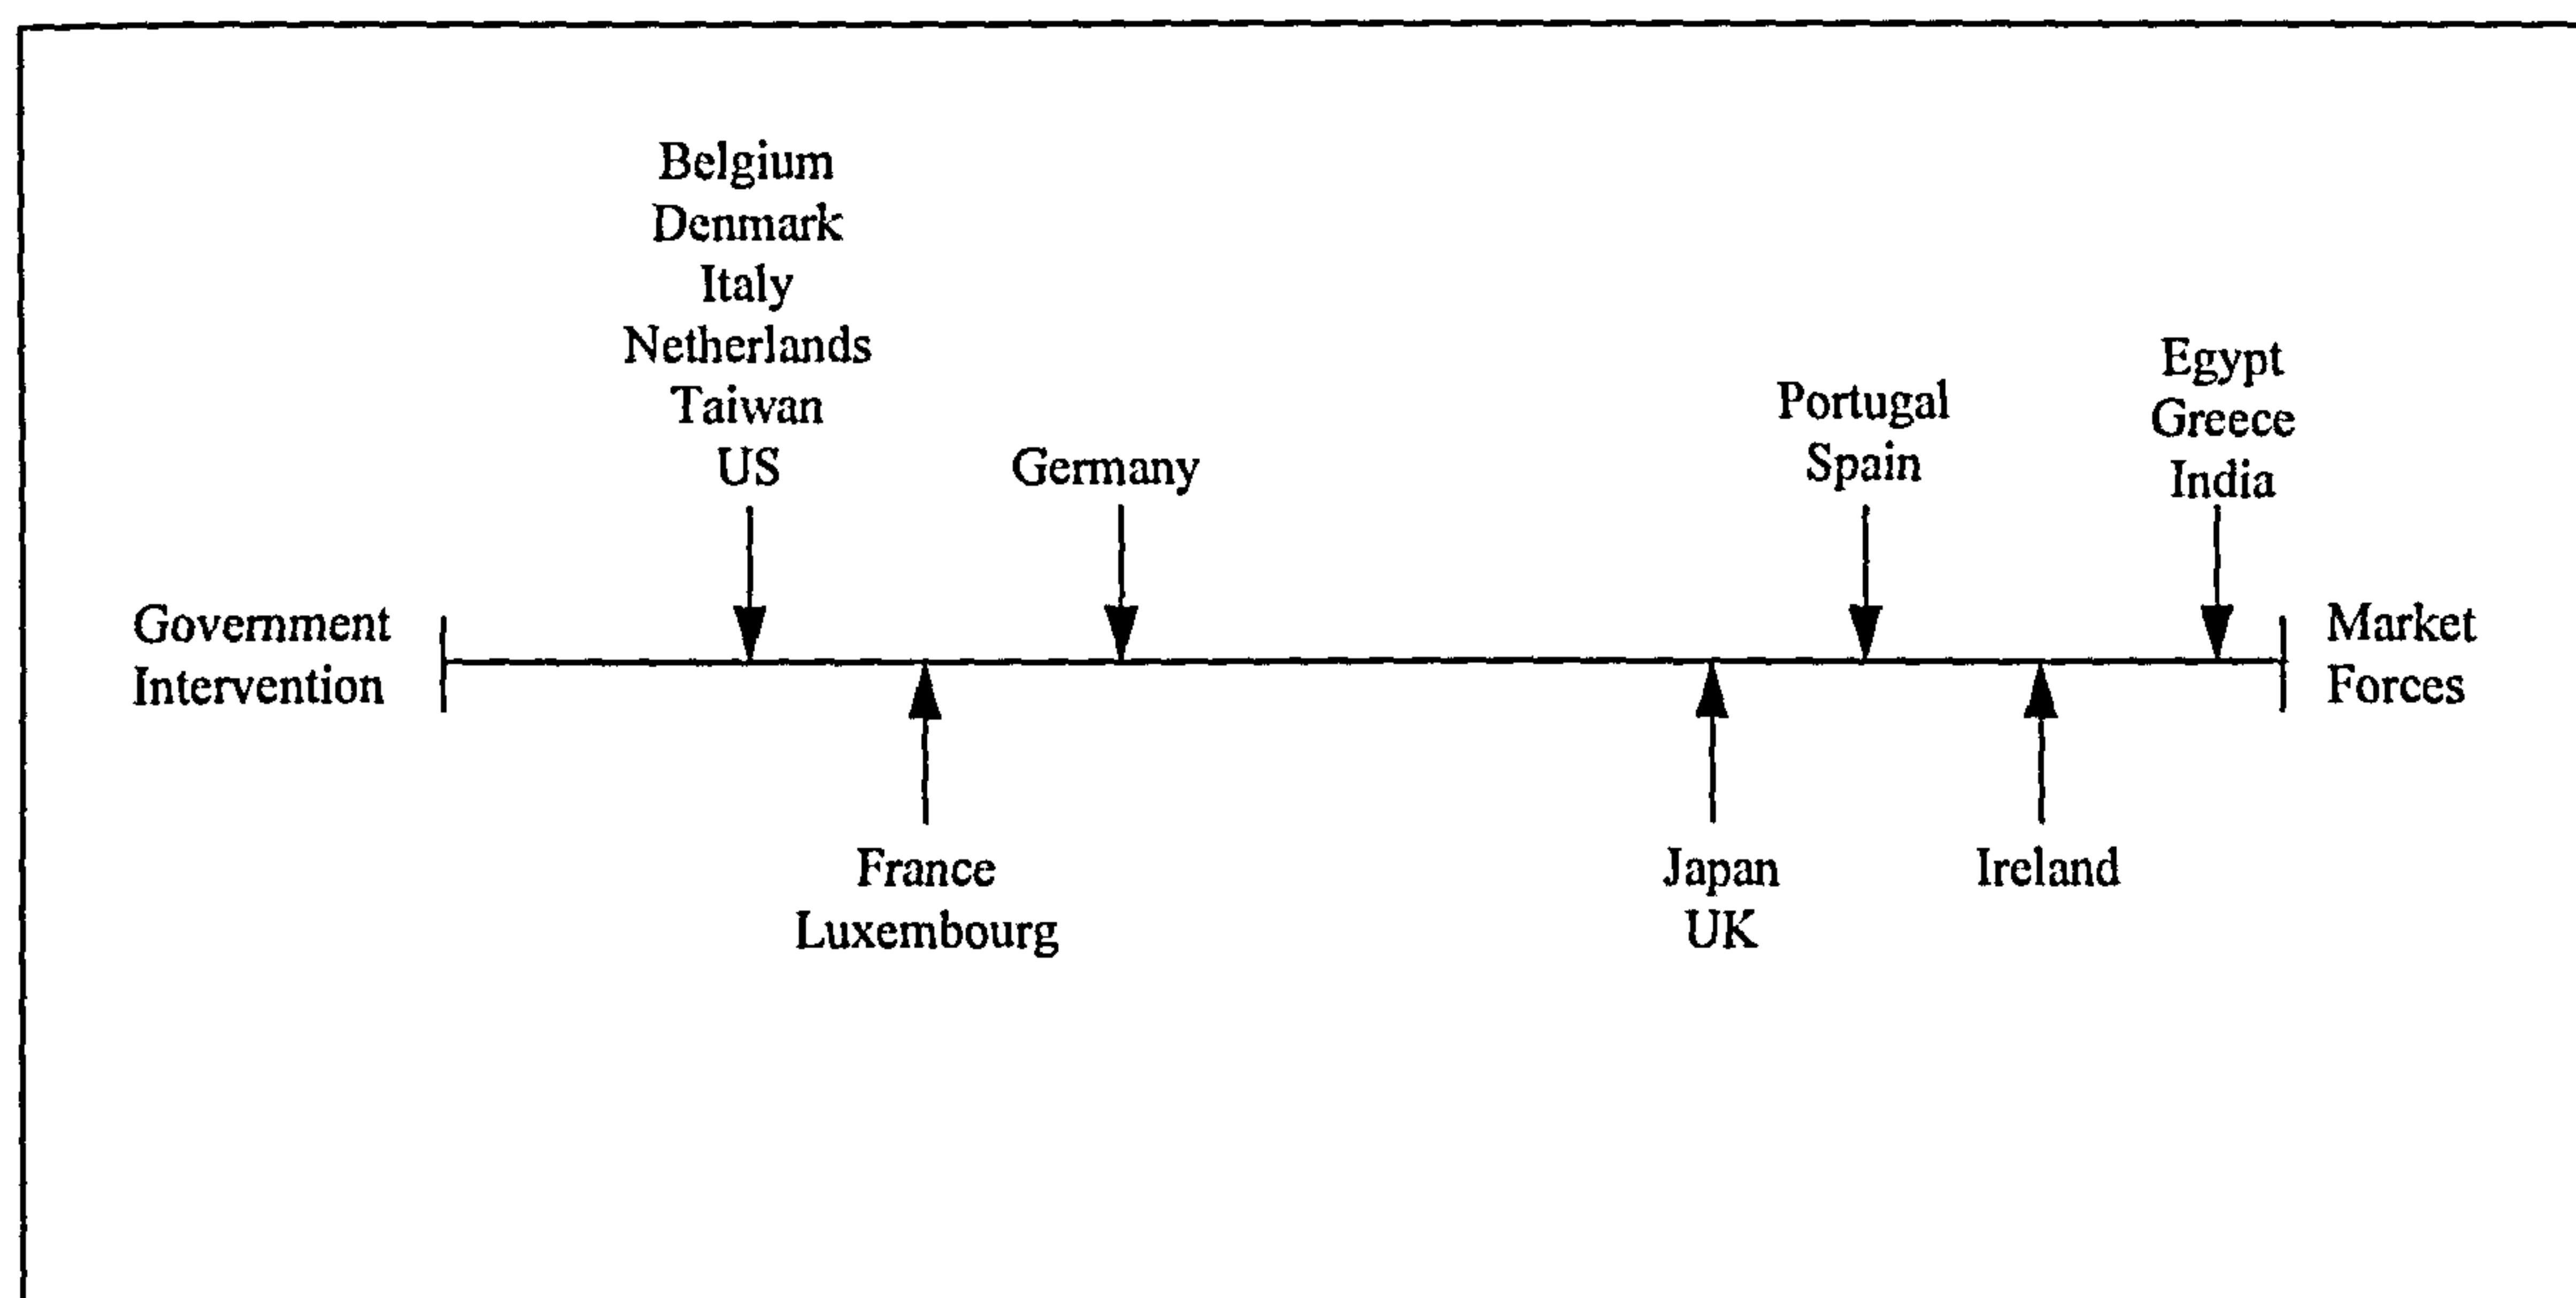 Belgium
Denmark
Italy
Netherlands
Taiwan
US
Germany
Portugal
Spain
Egypt
Greece
India
Government
Intervention
Market
Forces
France
Luxembourg
Japan
UK
Ireland